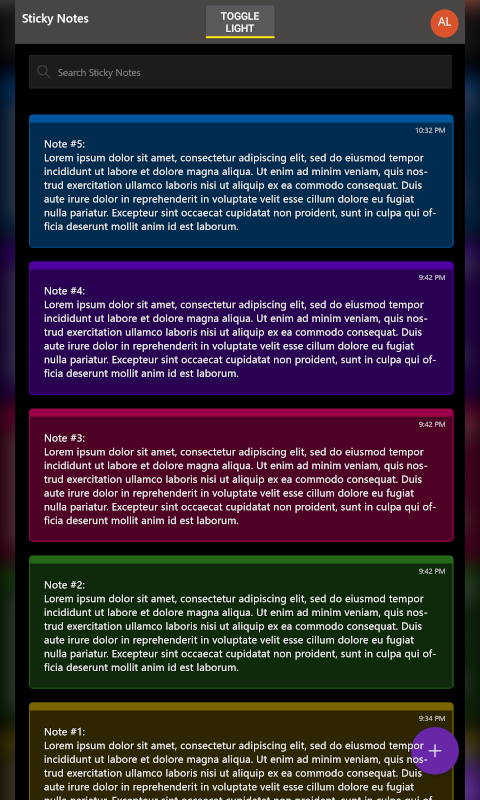 Sticky Notes
TOGGLE
LIGHT
AL
Search Sticky Notes
10:32 PM
Note #5:
Lorem ipsum dolor sit amet, consectetur adipiscing elit, sed do eiusmod tempor
incididunt ut labore et dolore magna aliqua. Ut enim ad minim veniam, quis nos-
trud exercitation ullamco laboris nisi ut aliquip ex ea commodo consequat. Duis
aute irure dolor in reprehenderit in voluptate velit esse cillum dolore eu fugiat
nulla pariatur. Excepteur sint occaecat cupidatat non proident, sunt in culpa qui of-
ficia deserunt mollit anim id est laborum.
9:42 PM
Note #4:
Lorem ipsum dolor sit amet, consectetur adipiscing elit, sed do eiusmod tempor
incididunt ut labore et dolore magna aliqua. Ut enim ad minim veniam, quis nos-
trud exercitation ullamco laboris nisi ut aliquip ex ea commodo consequat. Duis
aute irure dolor in reprehenderit in voluptate velit esse cillum dolore eu fugiat
nulla pariatur. Excepteur sint occaecat cupidatat non proident, sunt in culpa qui of-
ficia deserunt mollit anim id est laborum.
9:42 PM
Note #3:
Lorem ipsum dolor sit amet, consectetur adipiscing elit, sed do eiusmod tempor
incididunt ut labore et dolore magna aliqua. Ut enim ad minim veniam, quis nos-
trud exercitation ullamco laboris nisi ut aliquip ex ea commodo consequat. Duis
aute irure dolor in reprehenderit in voluptate velit esse cillum dolore eu fugiat
nulla pariatur. Excepteur sint occaecat cupidatat non proident, sunt in culpa qui of-
ficia deserunt mollit anim id est laborum.
9:42 PM
Note #2:
Lorem ipsum dolor sit amet, consectetur adipiscing elit, sed do eiusmod tempor
incididunt ut labore et dolore magna aliqua. Ut enim ad minim veniam, quis nos-
trud exercitation ullamco laboris nisi ut aliquip ex ea commodo consequat. Duis
aute irure dolor in reprehenderit in voluptate velit esse cillum dolore eu fugiat
nulla pariatur. Excepteur sint occaecat cupidatat non proident, sunt in culpa qui of-
ficia deserunt mollit anim id est laborum.
9:34 PM
Note #1:
Lorem ipsum dolor sit amet, consectetur adipiscing elit, sed do eiusmod tempor
incididunt ut labore et dolore magna aliqua. Ut enim ad minim veniam, quis nos-
trud exercitation ullamco laboris nisi ut aliquip ex ea commodo consequat. Duis
aute irure dolor in reprehenderit in voluptate velit esse cillum dolore eu fugiat